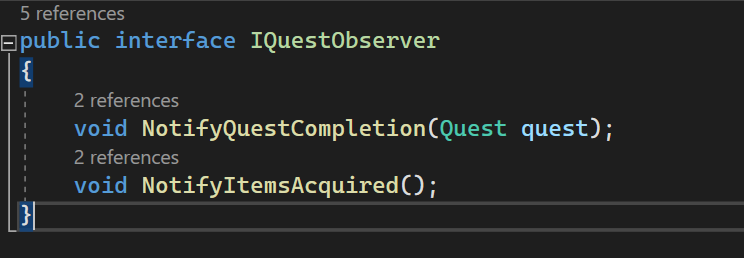 5 references
public interface IQuestObserver
{
2 references
void NotifyQuestCompletion(Quest quest);
2 references
void NotifyItemsAcquired();
}